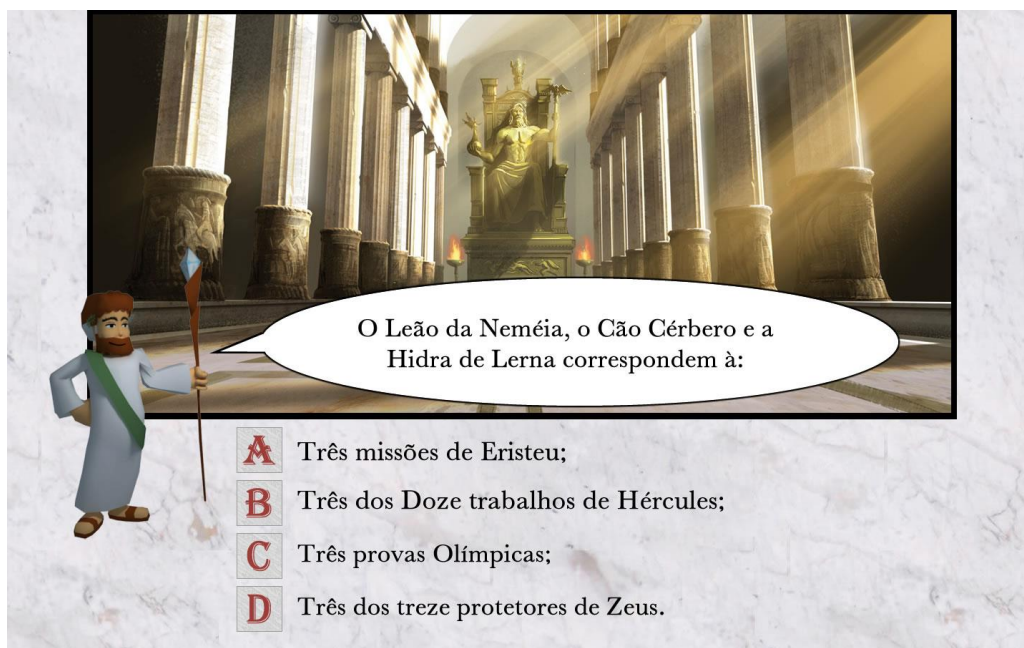 O Leão da Neméia, o Cão Cérbero e a
Hidra de Lerna correspondem à:
A Três missões de Eristeu;
B Três dos Doze trabalhos de Hércules;
C Três provas Olímpicas;
D Três dos treze protetores de Zeus.